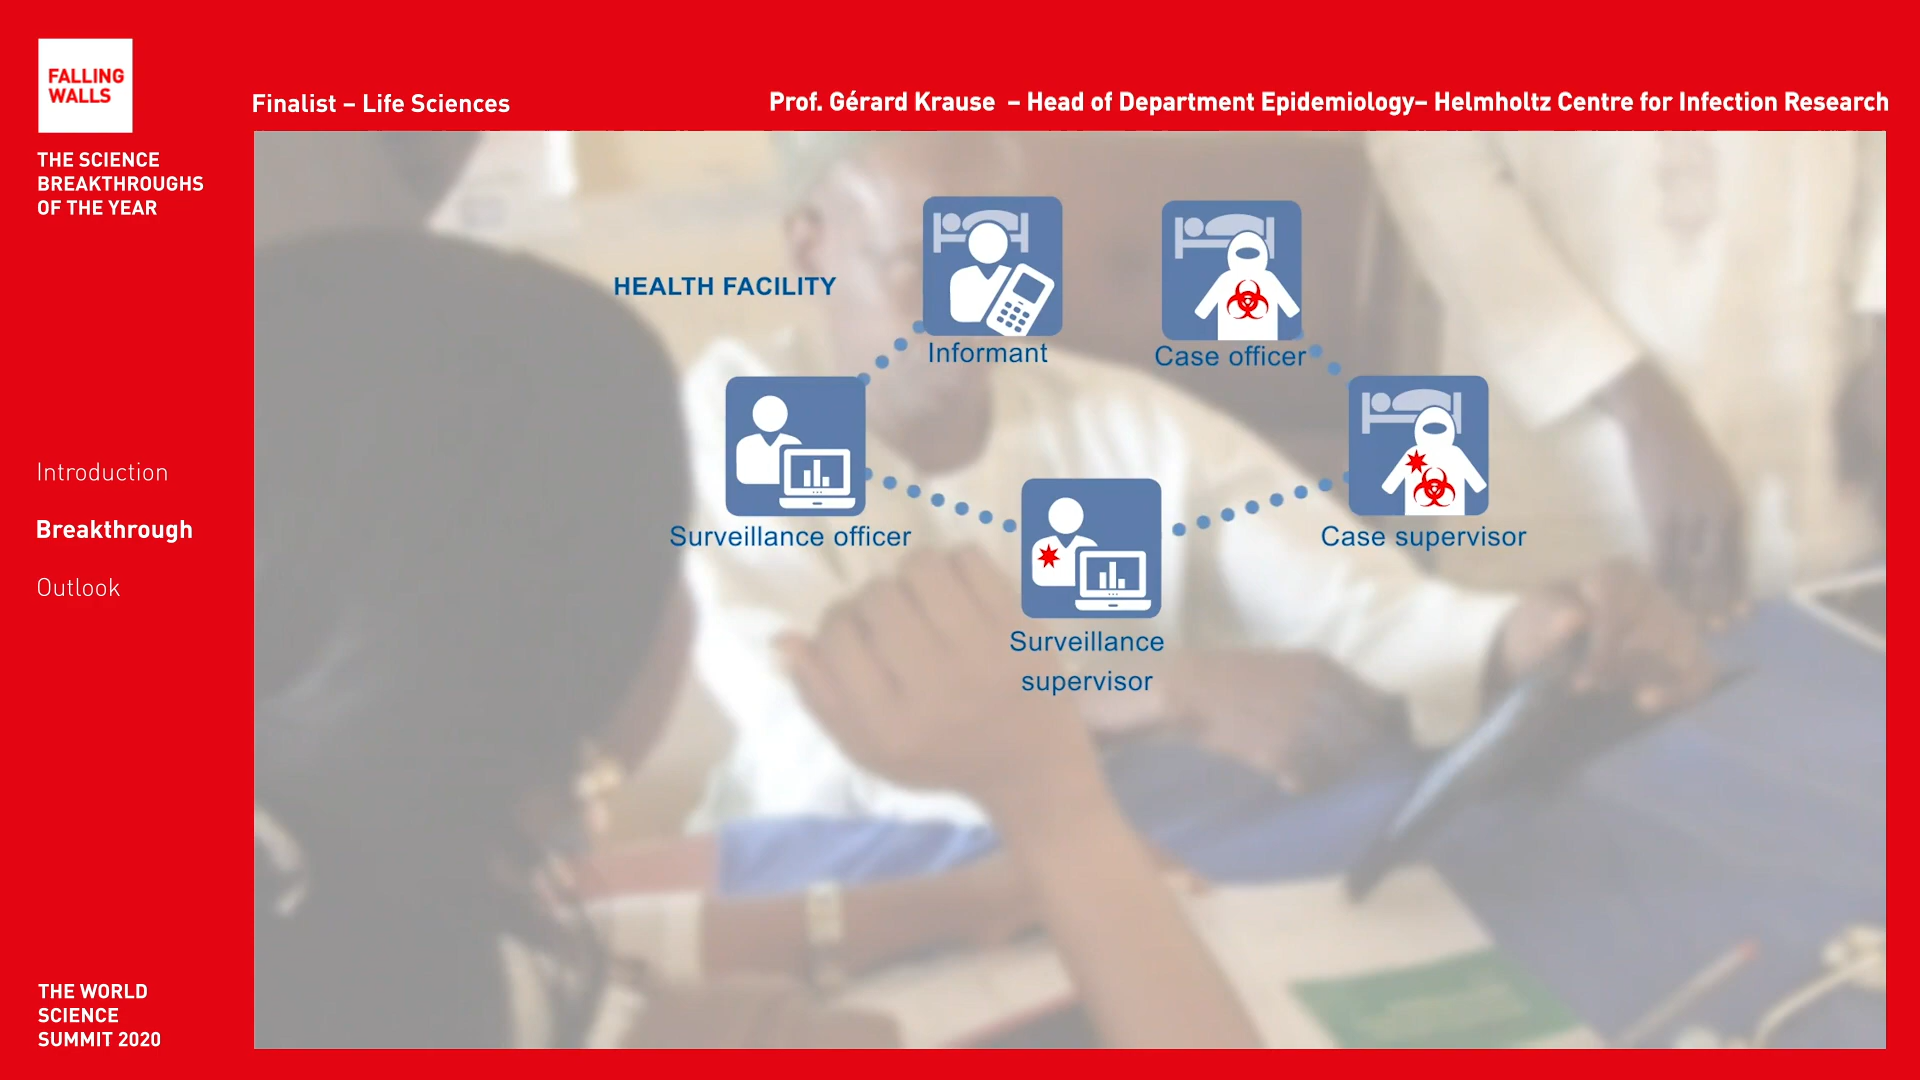 FALLING
WALLS
THE SCIENCE
BREAKTHROUGHS
OF THE YEAR
Finalist – Life Sciences
Prof. Gérard Krause – Head of Department Epidemiology– Helmholtz Centre for Infection Research
HEALTH FACILITY
Informant
Case officer
Surveillance officer
Case supervisor
Surveillance
supervisor
Introduction
Breakthrough
Outlook
THE WORLD
SCIENCE
SUMMIT 2020